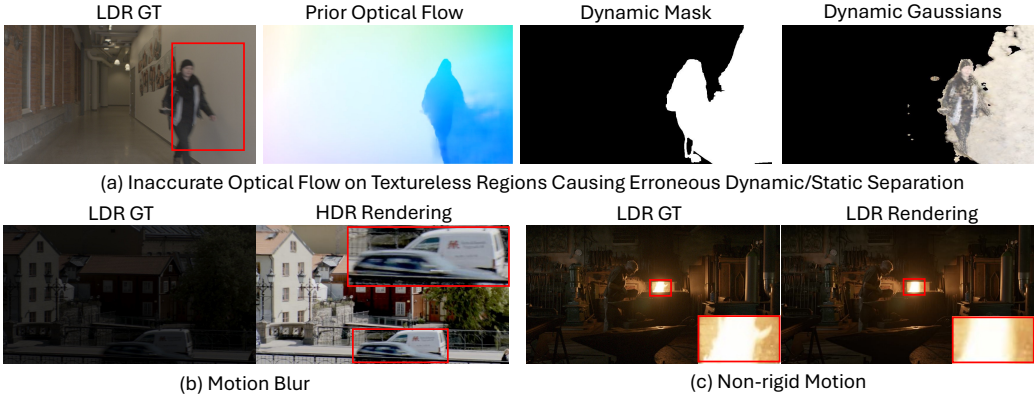 LDR GT
Prior Optical Flow
Dynamic Mask
Dynamic Gaussians
(a) Inaccurate Optical Flow on Textureless Regions Causing Erroneous Dynamic/Static Separation
LDR GT
HDR Rendering
LDR GT
LDR Rendering
(b) Motion Blur
(c) Non-rigid Motion